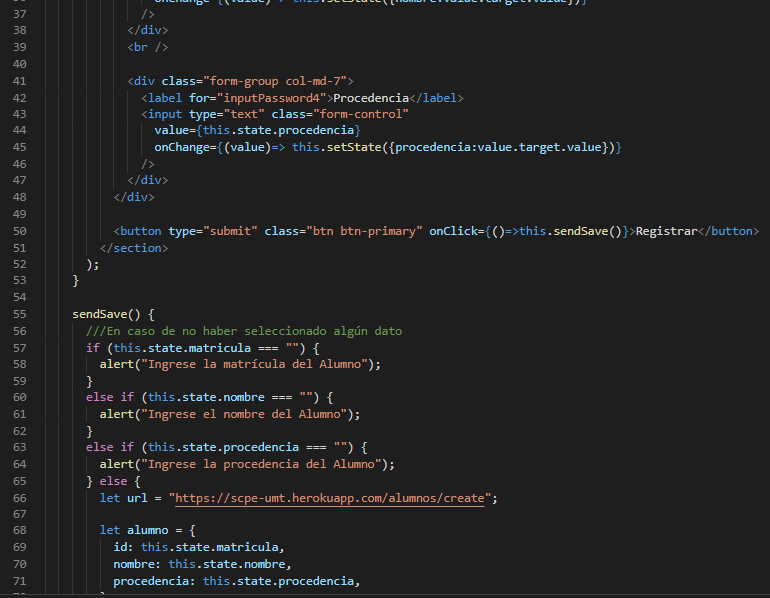 onChange={(value)=> this.setState({nombre:value.target.value})}
37 />
38 </div>
39 <br />
40
41 <div class="form-group col-md-7">
42 <label for="inputPassword4">Procedencia</label>
43 <input type="text" class="form-control"
44 value={this.state.procedencia}
45 onChange={(value)=> this.setState({procedencia:value.target.value})}
46 />
47 </div>
48 </div>
49
50 <button type="submit" class="btn btn-primary" onClick={()=>this.sendSave()}>Registrar</button>
51 </section>
52 );
53 }
54
55 sendSave() {
56 ///En caso de no haber seleccionado algún dato
57 if (this.state.matricula === "") {
58 alert("Ingrese la matrícula del Alumno");
59 }
60 else if (this.state.nombre === "") {
61 alert("Ingrese el nombre del Alumno");
62 }
63 else if (this.state.procedencia === "") {
64 alert("Ingrese la procedencia del Alumno");
65 } else {
66 let url = "https://scpe-umt.herokuapp.com/alumnos/create";
67
68 let alumno = {
69 id: this.state.matricula,
70 nombre: this.state.nombre,
71 procedencia: this.state.procedencia,